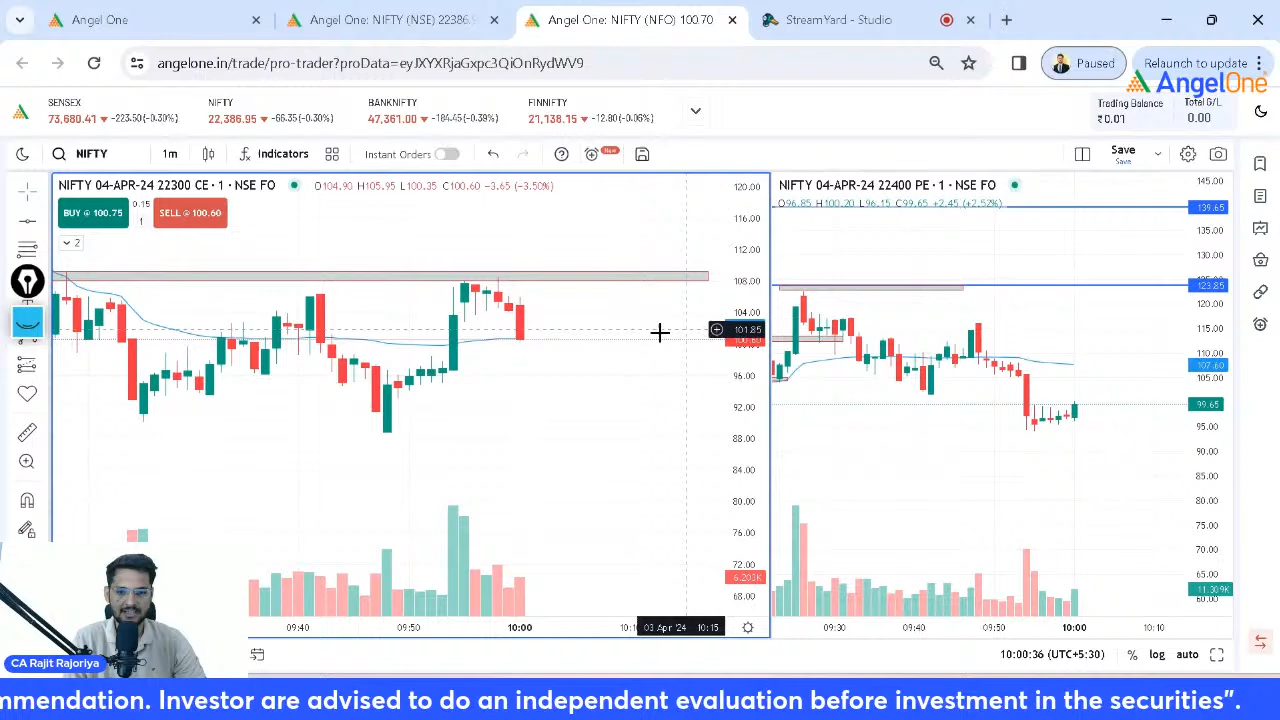 Angel One
Angel One: NIFTY (NSE) 22386.9
Angel One: NIFTY (NFO) 100.70
StreamYard - Studio
angelone.in/trade/pro-trader?proData=eyJXYXRjaGxpc3QiOnRydWV9
Paused
Relaunch to update
AngelOne
SENSEX
73,680.41 -223.50(-0.30%)
NIFTY
22,386.95 -66.35(-0.30%)
BANKNIFTY
47,361.00 -184.45(-0.39%)
FINNIFTY
21,138.15 -12.80(-0.06%)
Trading Balance
₹0.01
Total G/L
0.00
NIFTY
1m
Indicators
Instant Orders
New
Save
Save
NIFTY 04-APR-24 22300 CE · 1 · NSE FO
O104.90 H105.95 L100.35 C100.60 -3.65 (-3.50%)
BUY @ 100.75
0.15
1
SELL @ 100.60
2
120.00
116.00
112.00
108.00
104.00
101.85
100.60
96.00
92.00
88.00
84.00
80.00
76.00
72.00
6.203K
68.00
09:40
09:50
10:00
03 Apr '24 10:15
NIFTY 04-APR-24 22400 PE · 1 · NSE FO
O96.85 H100.20 L96.15 C99.65 +2.45 (+2.52%)
145.00
139.65
135.00
130.00
123.85
120.00
115.00
110.00
107.60
105.00
99.65
95.00
90.00
85.00
80.00
75.00
70.00
65.00
11.309K
60.00
09:30
09:40
09:50
10:00
10:10
10:00:36 (UTC+5:30)
%
log
auto
CA Rajit Rajoriya
mmendation. Investor are advised to do an independent evaluation before investment in the securities".